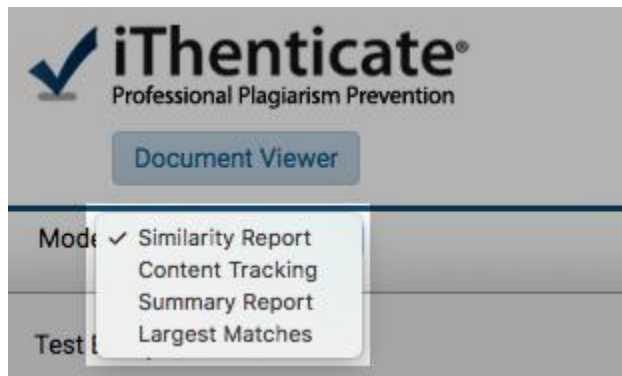 iThenticate®
Professional Plagiarism Prevention
Document Viewer
Mode ✓ Similarity Report
Content Tracking
Summary Report
Largest Matches
Test